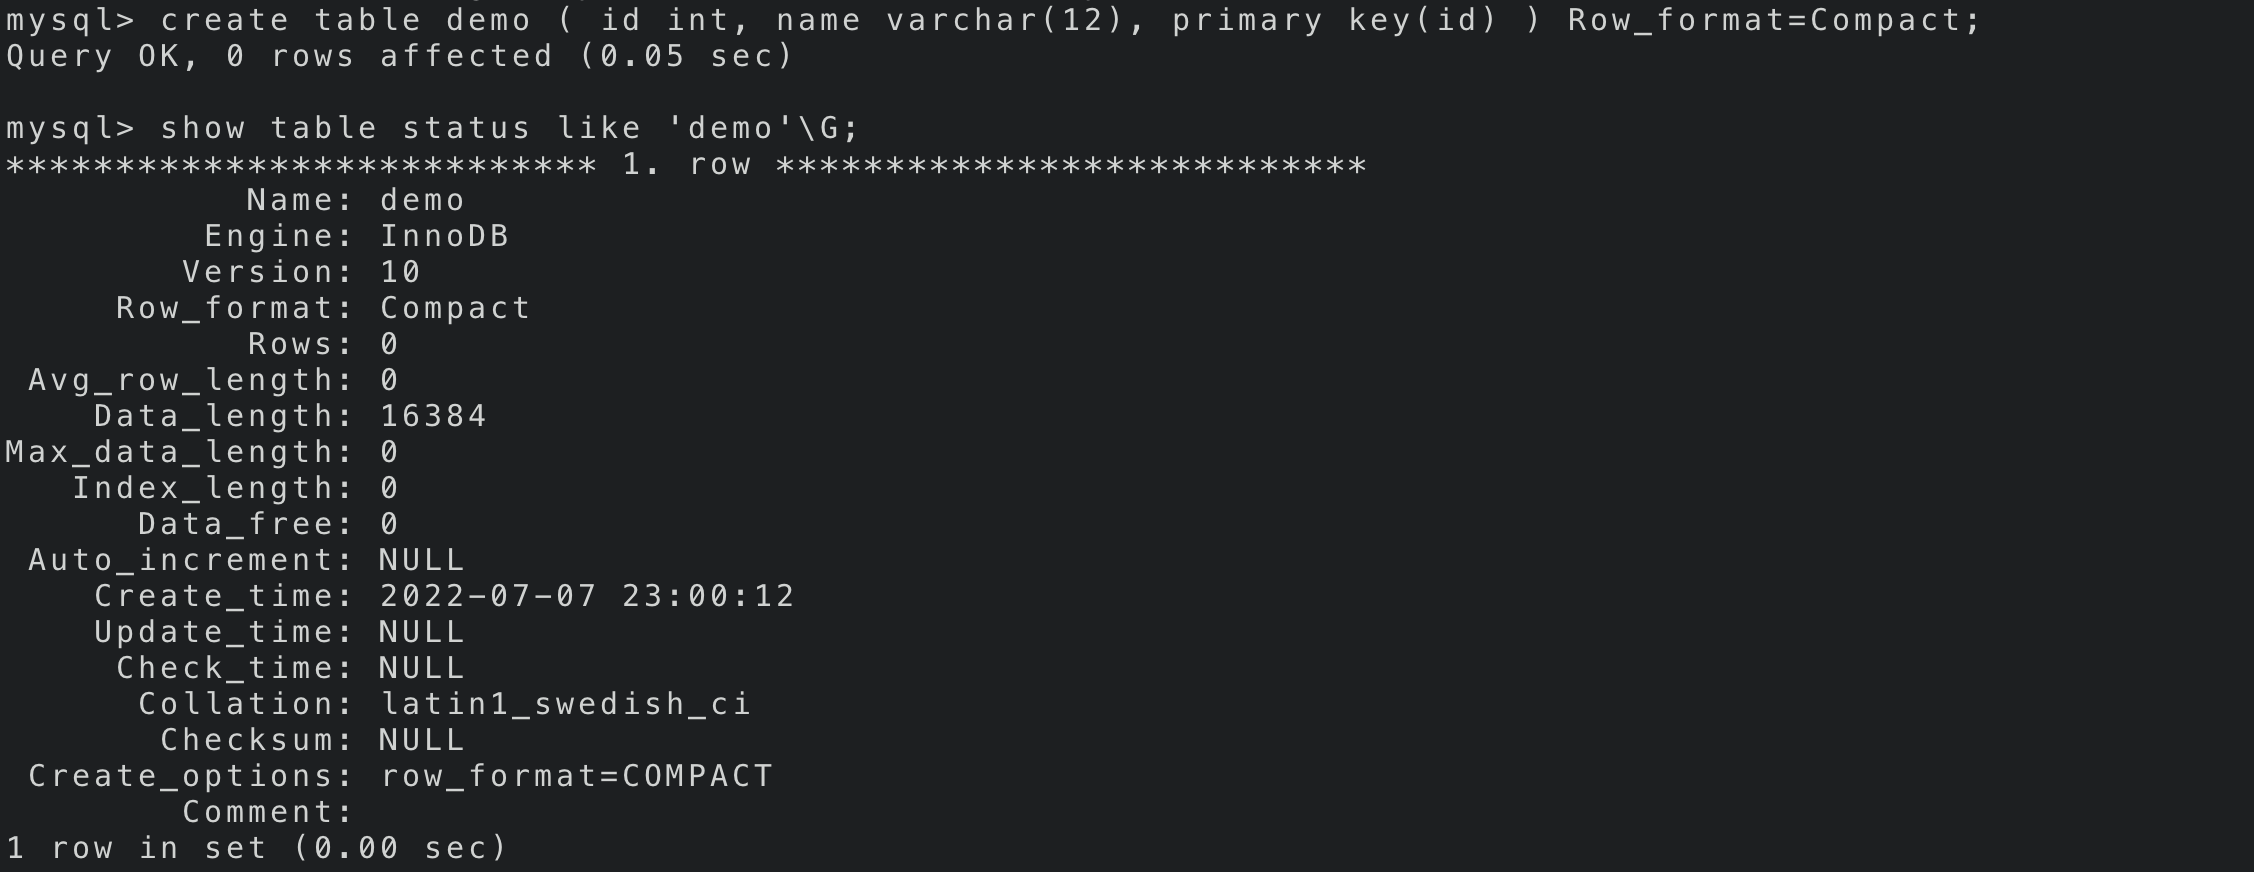 mysql> create table demo ( id int, name varchar(12), primary key(id) ) Row_format=Compact;
Query OK, 0 rows affected (0.05 sec)
mysql> show table status like 'demo'\G;
*************************** 1. row ***************************
Name: demo
Engine: InnoDB
Version: 10
Row_format: Compact
Rows: 0
Avg_row_length: 0
Data_length: 16384
Max_data_length: 0
Index_length: 0
Data_free: 0
Auto_increment: NULL
Create_time: 2022-07-07 23:00:12
Update_time: NULL
Check_time: NULL
Collation: latin1_swedish_ci
Checksum: NULL
Create_options: row_format=COMPACT
Comment:
1 row in set (0.00 sec)